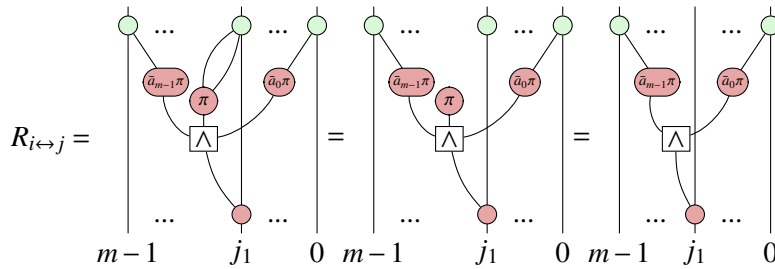 ... ... ... ... ... ...
ā_{m−1}π π ā_0π ā_{m−1}π π ā_0π ā_{m−1}π ā_0π
R_{i↔j} = ∧ = ∧ = ∧
... ... ... ... ... ...
m − 1 j_1 0 m − 1 j_1 0 m − 1 j_1 0